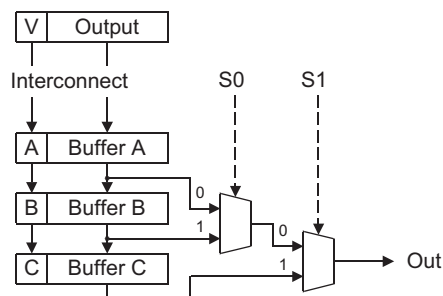 V Output
Interconnect
S0 S1
A Buffer A
0
B Buffer B
1
0
C Buffer C
1
Out